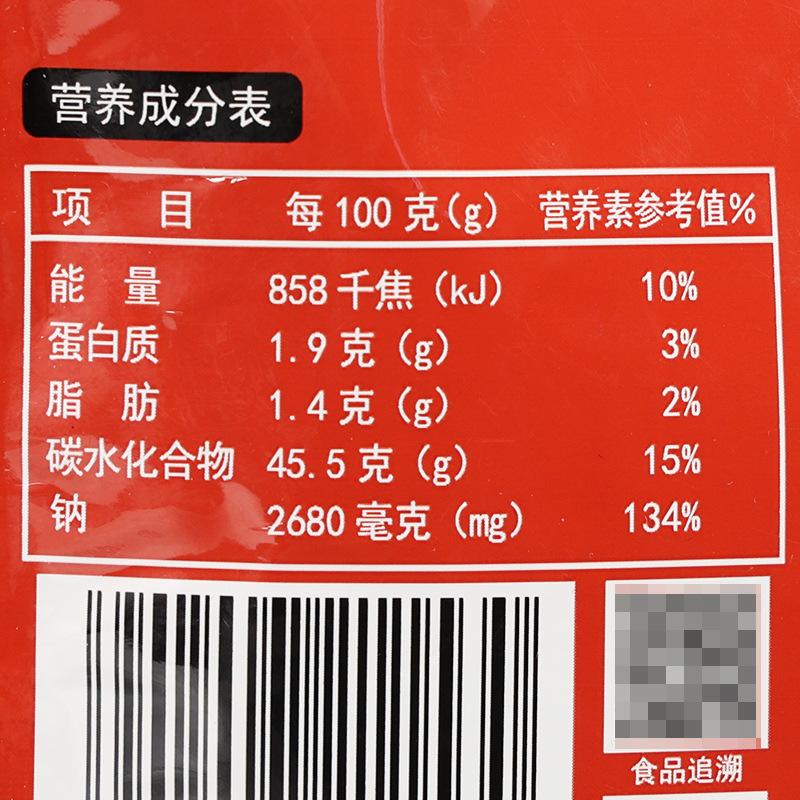 营养成分表
项 目 每100克(g) 营养素参考值%
能 量 858千焦(kJ) 10%
蛋白质 1.9克(g) 3%
脂 肪 1.4克(g) 2%
碳水化合物 45.5克(g) 15%
钠 2680毫克(mg) 134%
食品追溯